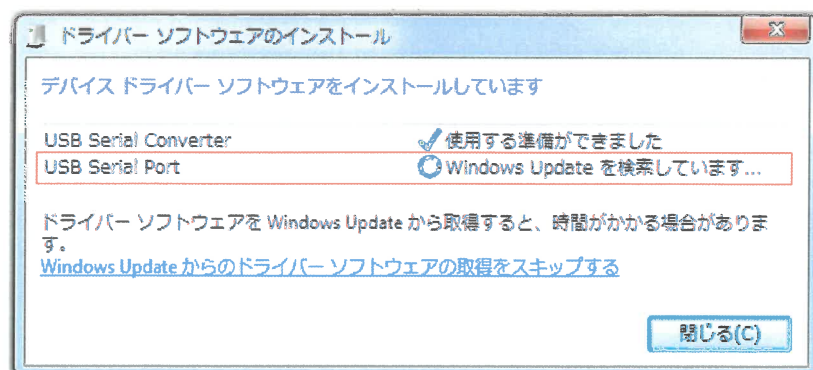 ドライバー ソフトウェアのインストール
デバイス ドライバー ソフトウェアをインストールしています
USB Serial Converter 使用する準備ができました
USB Serial Port Windows Update を検索しています...
ドライバー ソフトウェアを Windows Update から取得すると、時間がかかる場合がありま
す。
Windows Update からのドライバー ソフトウェアの取得をスキップする
閉じる(C)